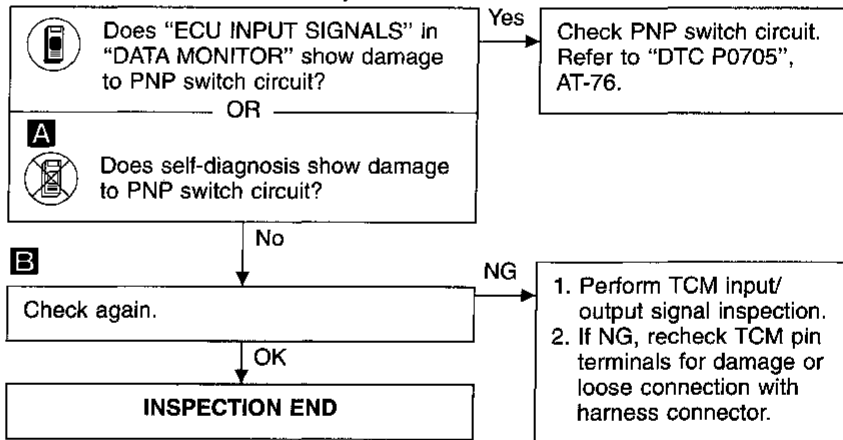 Does “ECU INPUT SIGNALS” in
“DATA MONITOR” show damage
to PNP switch circuit?
Yes
Check PNP switch circuit.
Refer to “DTC P0705”,
AT-76.
OR
A
Does self-diagnosis show damage
to PNP switch circuit?
No
B
Check again.
NG
1. Perform TCM input/
output signal inspection.
2. If NG, recheck TCM pin
terminals for damage or
loose connection with
harness connector.
OK
INSPECTION END